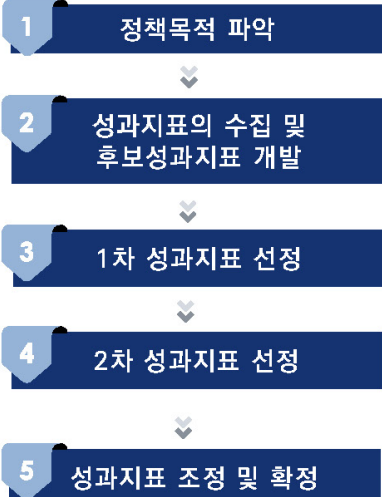 1
정책목적 파악
2
성과지표의 수집 및
후보성과지표 개발
3
1차 성과지표 선정
4
2차 성과지표 선정
5
성과지표 조정 및 확정